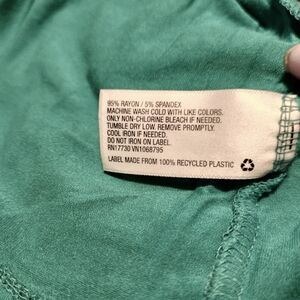 95% RAYON / 5% SPANDEX
MACHINE WASH COLD WITH LIKE COLORS.
ONLY NON-CHLORINE BLEACH IF NEEDED.
TUMBLE DRY LOW. REMOVE PROMPTLY.
COOL IRON IF NEEDED.
DO NOT IRON ON LABEL.
RN17730 VN1068795
LABEL MADE FROM 100% RECYCLED PLASTIC